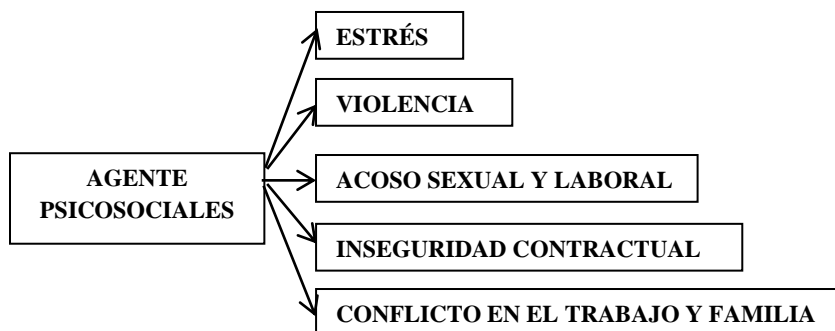 ESTRÉS
VIOLENCIA
AGENTE
PSICOSOCIALES
ACOSO SEXUAL Y LABORAL
INSEGURIDAD CONTRACTUAL
CONFLICTO EN EL TRABAJO Y FAMILIA